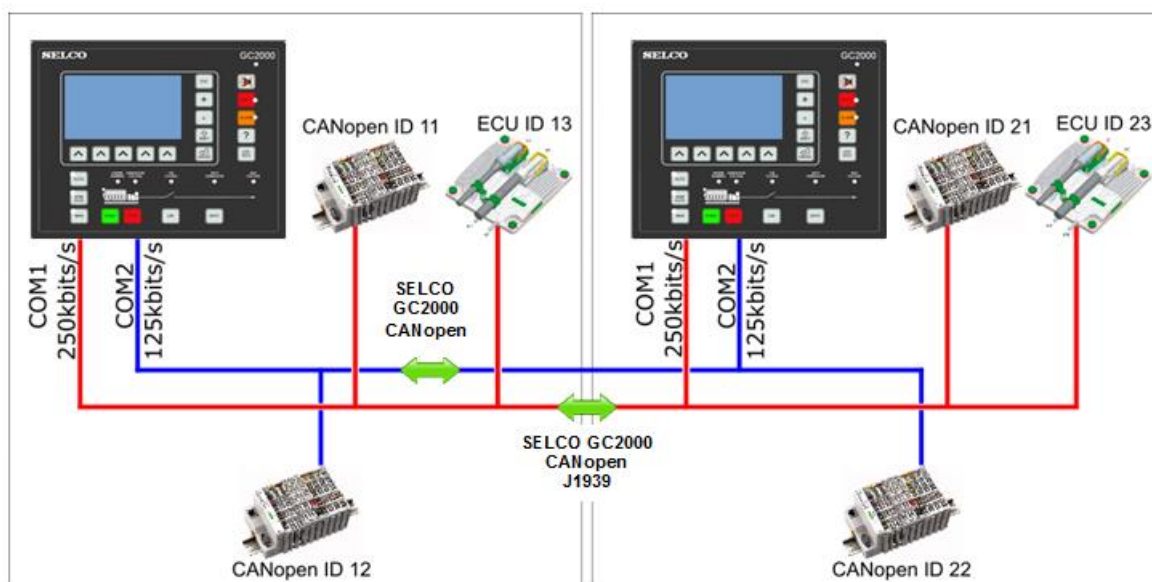 SELCO
GC2000
?
CANopen ID 11
ECU ID 13
COM1
250kbits/s
COM2
125kbits/s
SELCO
GC2000
CANopen
CANopen ID 12
SELCO
GC2000
?
CANopen ID 21
ECU ID 23
COM1
250kbits/s
COM2
125kbits/s
SELCO GC2000
CANopen
J1939
CANopen ID 22